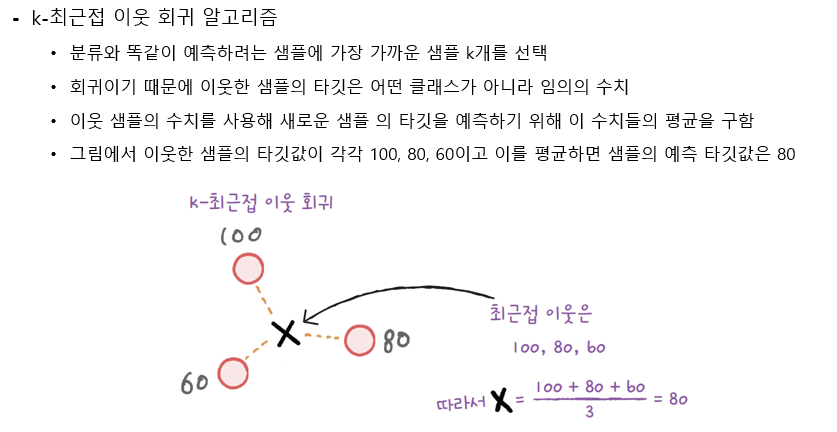 - k-최근접 이웃 회귀 알고리즘
• 분류와 똑같이 예측하려는 샘플에 가장 가까운 샘플 k개를 선택
• 회귀이기 때문에 이웃한 샘플의 타깃은 어떤 클래스가 아니라 임의의 수치
• 이웃 샘플의 수치를 사용해 새로운 샘플 의 타깃을 예측하기 위해 이 수치들의 평균을 구함
• 그림에서 이웃한 샘플의 타깃값이 각각 100, 80, 60이고 이를 평균하면 샘플의 예측 타깃값은 80
k-최근접 이웃 회귀
100
X
80
60
최근접 이웃은
100, 80, 60
따라서 X = 100 + 80 + 60 / 3 = 80